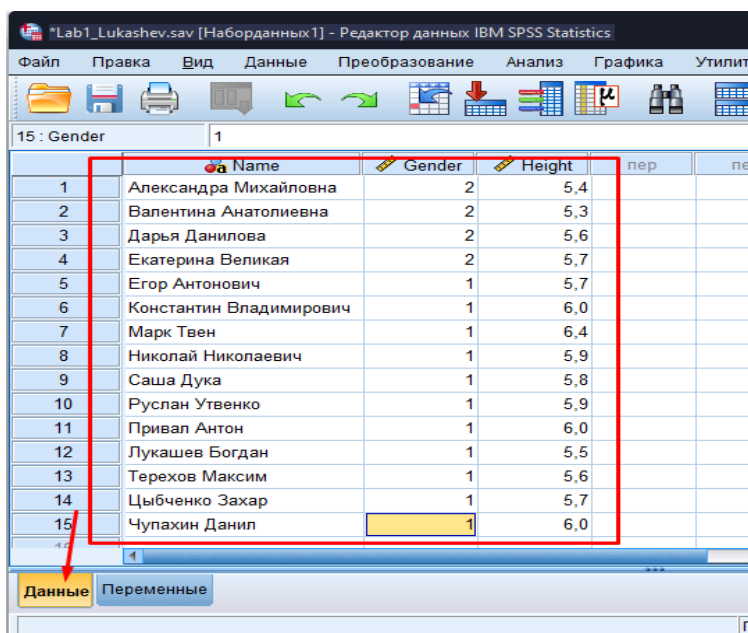 *Lab1_Lukashev.sav [Наборданных1] - Редактор данных IBM SPSS Statistics
Файл Правка Вид Данные Преобразование Анализ Графика Утилит
15 : Gender 1
Name Gender Height пер пе
1 Александра Михайловна 2 5,4
2 Валентина Анатолиевна 2 5,3
3 Дарья Данилова 2 5,6
4 Екатерина Великая 2 5,7
5 Егор Антонович 1 5,7
6 Константин Владимирович 1 6,0
7 Марк Твен 1 6,4
8 Николай Николаевич 1 5,9
9 Саша Дука 1 5,8
10 Руслан Утвенко 1 5,9
11 Привал Антон 1 6,0
12 Лукашев Богдан 1 5,5
13 Терехов Максим 1 5,6
14 Цыбченко Захар 1 5,7
15 Чупахин Данил 1 6,0
Данные Переменные